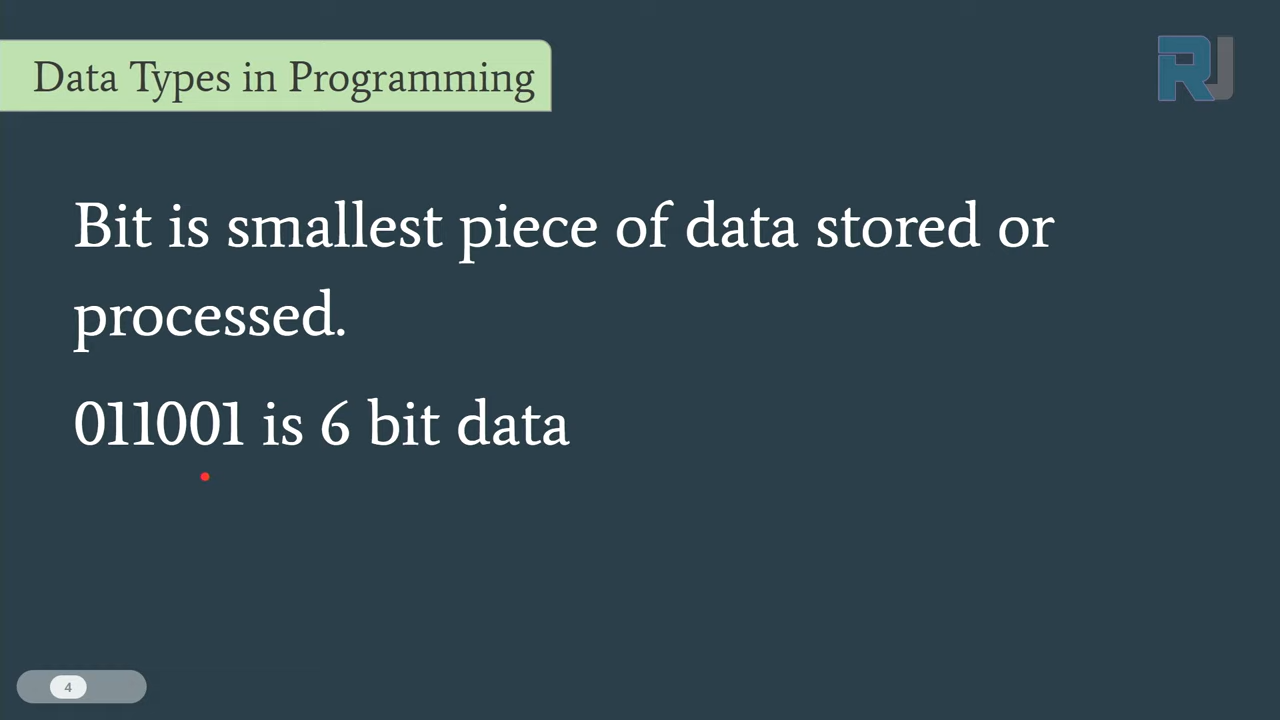 Data Types in Programming
RJ
Bit is smallest piece of data stored or
processed.
011001 is 6 bit data
4